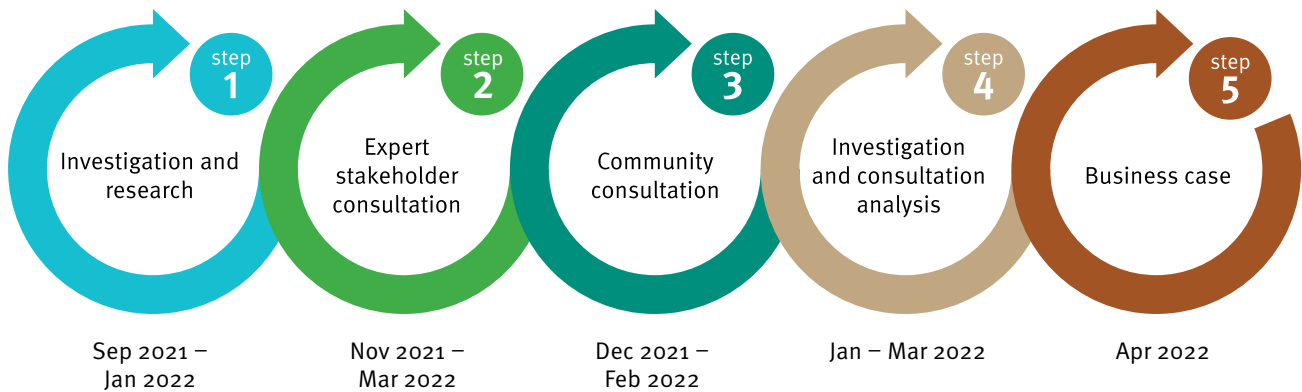 step
1
Investigation and
research
Sep 2021 –
Jan 2022
step
2
Expert
stakeholder
consultation
Nov 2021 –
Mar 2022
step
3
Community
consultation
Dec 2021 –
Feb 2022
step
4
Investigation
and consultation
analysis
Jan – Mar 2022
step
5
Business case
Apr 2022